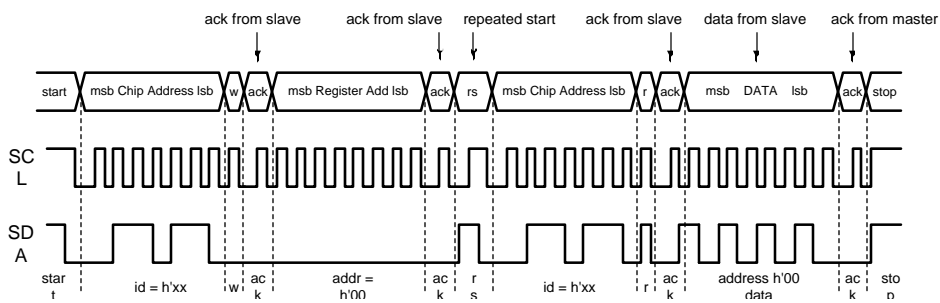 ack from slave ack from slave repeated start ack from slave data from slave ack from master
start msb Chip Address lsb w ack msb Register Add lsb ack rs msb Chip Address lsb r ack msb DATA lsb ack stop
SC
L
SD
A
star
t
id = h'xx
w
ac
k
addr =
h'00
ac
k
r
s
id = h'xx
r
ac
k
address h'00
data
ac
k
sto
p